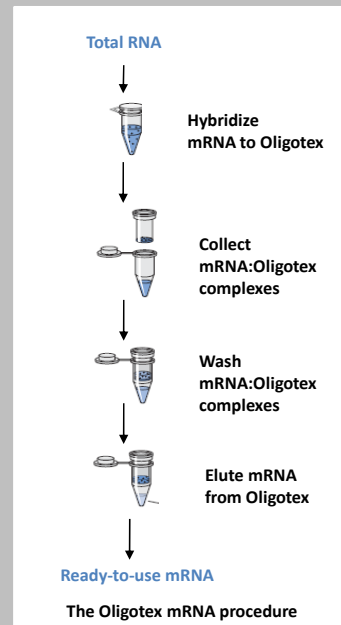 Total RNA
Hybridize
mRNA to Oligotex
Collect
mRNA:Oligotex
complexes
Wash
mRNA:Oligotex
complexes
Elute mRNA
from Oligotex
Ready-to-use mRNA
The Oligotex mRNA procedure